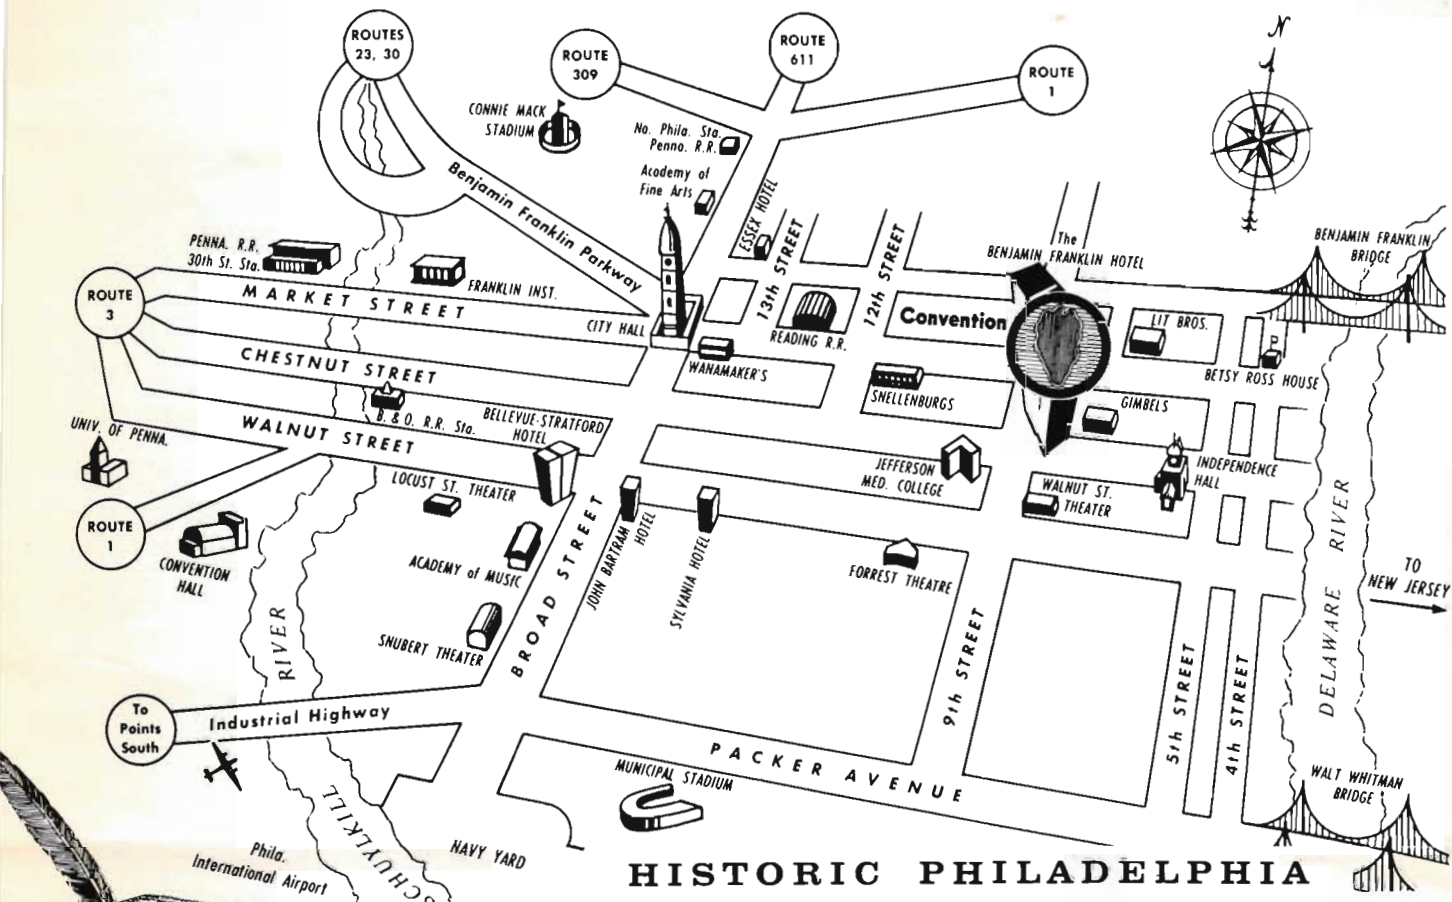 ROUTES
23, 30
ROUTE
309
ROUTE
611
ROUTE
1
N
CONNIE MACK
STADIUM
No. Phila. Sta.
Penna. R.R.
Academy of
Fine Arts
ESSEX HOTEL
Benjamin Franklin Parkway
13th STREET
12th STREET
The
BENJAMIN FRANKLIN HOTEL
BENJAMIN FRANKLIN
BRIDGE
PENNA. R.R.
30th St. Sta.
FRANKLIN INST.
ROUTE
3
MARKET STREET
CITY HALL
READING R.R.
Convention
LIT BROS.
BETSY ROSS HOUSE
WANAMAKER'S
CHESTNUT STREET
SNELLENBURGS
GIMBELS
B. & O. R.R. Sta.
BELLEVUE-STRATFORD
HOTEL
UNIV. OF PENNA.
WALNUT STREET
JEFFERSON
MED. COLLEGE
INDEPENDENCE
HALL
WALNUT ST.
THEATER
LOCUST ST. THEATER
ROUTE
1
CONVENTION
HALL
ACADEMY of MUSIC
JOHN BARTRAM
HOTEL
SYLVANIA HOTEL
FORREST THEATRE
TO
NEW JERSEY
SNUBERT THEATER
BROAD STREET
DELAWARE RIVER
9th STREET
5th STREET
4th STREET
To
Points
South
Industrial Highway
SCHUYLKILL
RIVER
PACKER AVENUE
MUNICIPAL STADIUM
WALT WHITMAN
BRIDGE
Phila.
International Airport
NAVY YARD
HISTORIC PHILADELPHIA